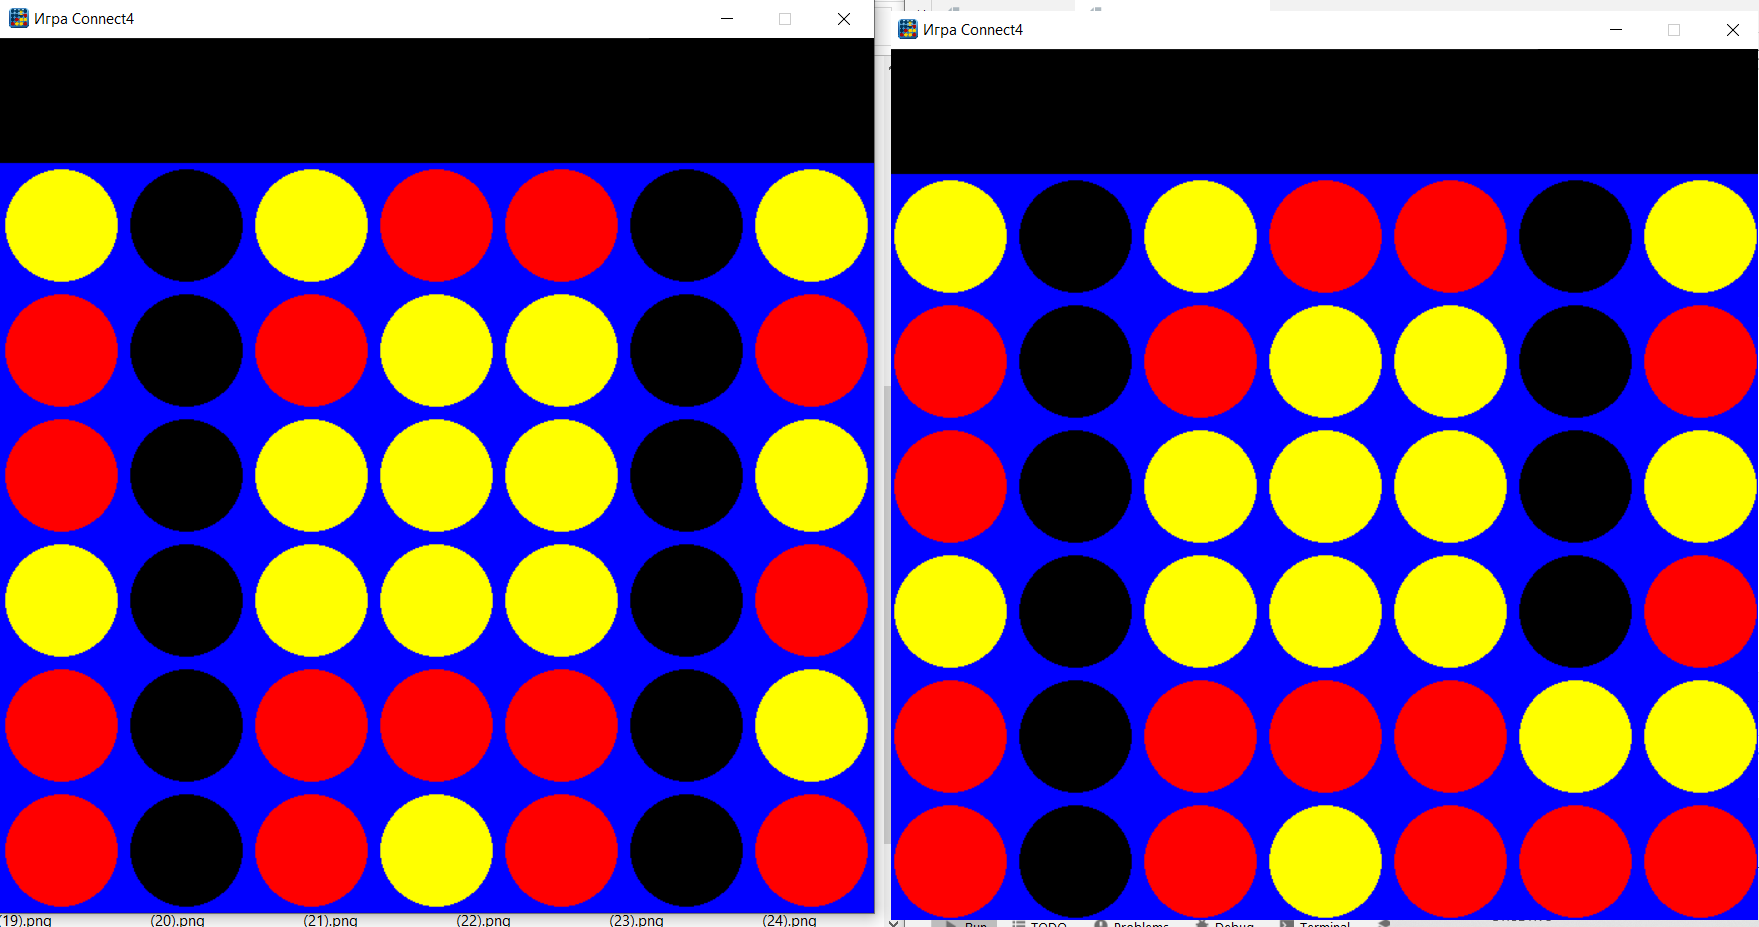 Игра Connect4
Игра Connect4
(19).png
(20).png
(21).png
(22).png
(23).png
(24).png
Run
TODO
Problems
Debug
Terminal